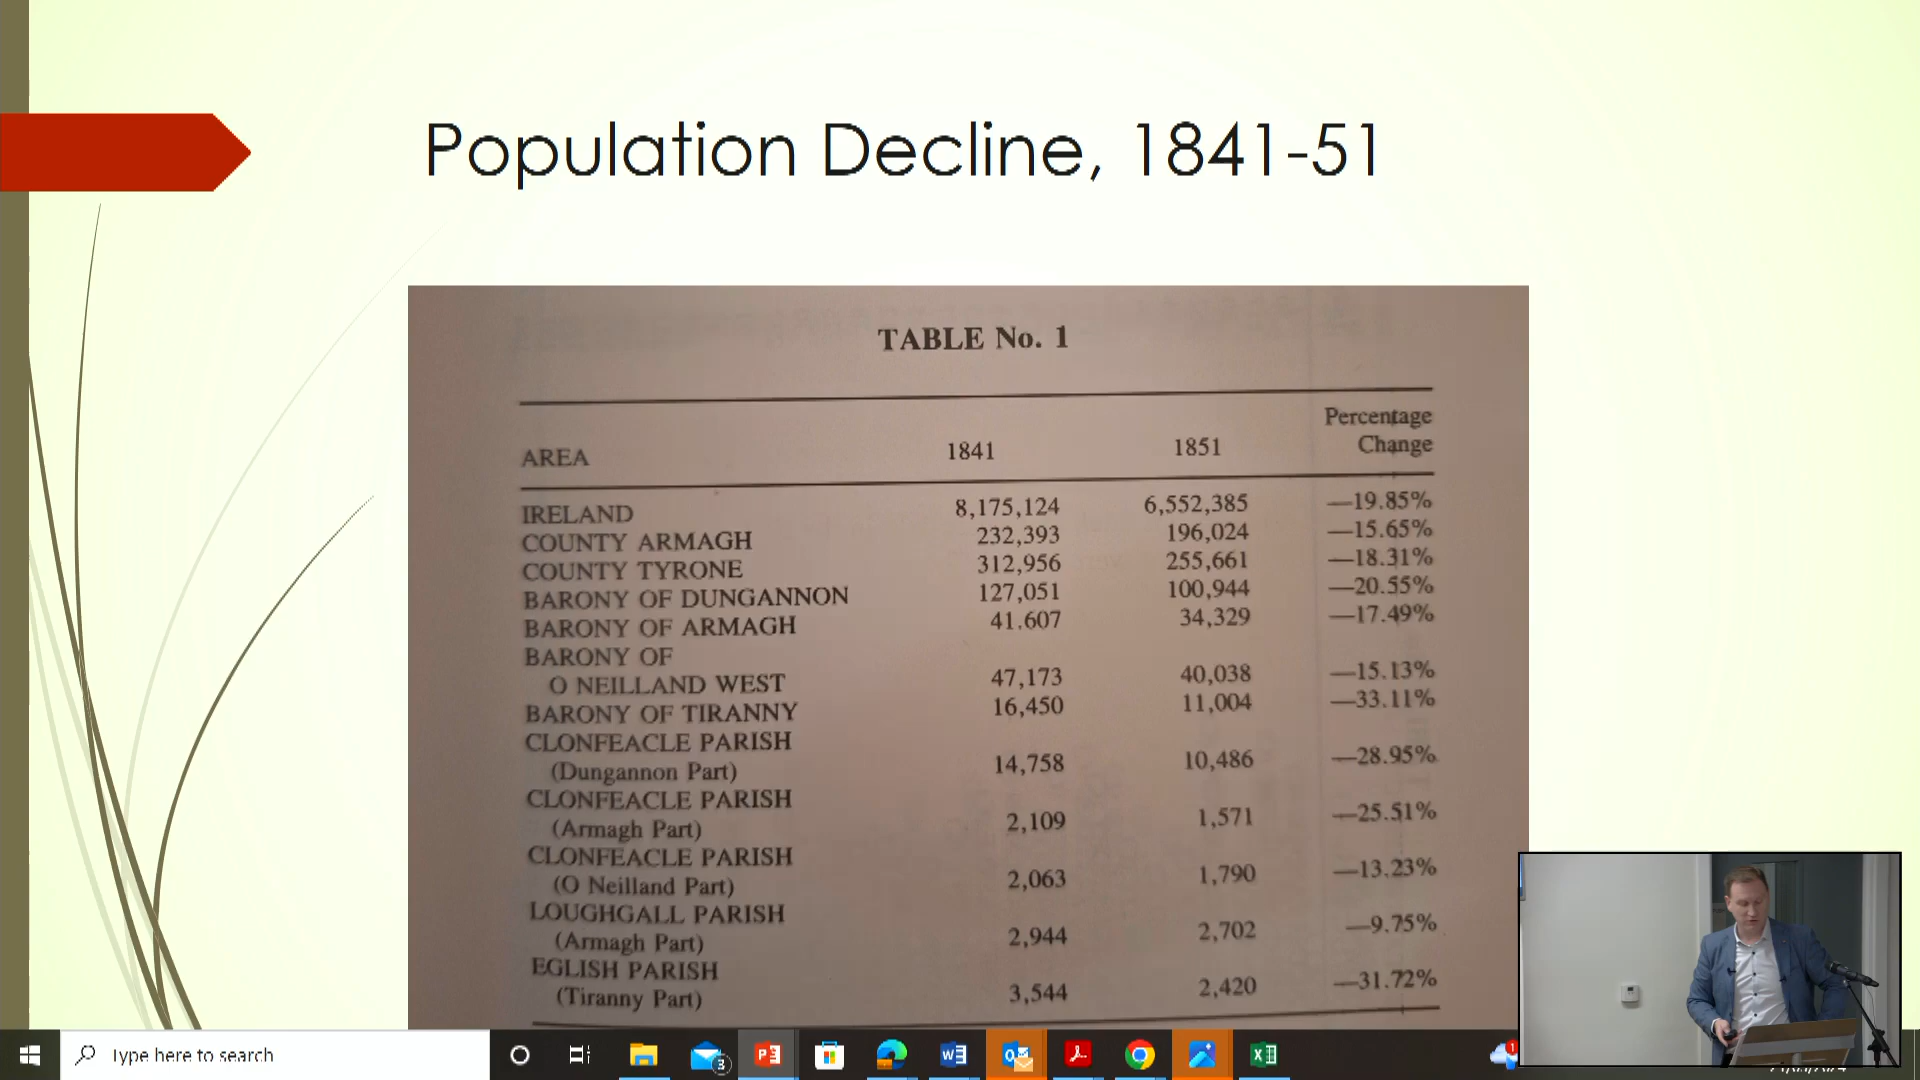 Population Decline, 1841-51
TABLE No. 1
AREA 1841 1851 Percentage Change
IRELAND 8,175,124 6,552,385 —19.85%
COUNTY ARMAGH 232,393 196,024 —15.65%
COUNTY TYRONE 312,956 255,661 —18.31%
BARONY OF DUNGANNON 127,051 100,944 —20.55%
BARONY OF ARMAGH 41.607 34,329 —17.49%
BARONY OF
O NEILLAND WEST 47,173 40,038 —15.13%
BARONY OF TIRANNY 16,450 11,004 —33.11%
CLONFEACLE PARISH
(Dungannon Part) 14,758 10,486 —28.95%
CLONFEACLE PARISH
(Armagh Part) 2,109 1,571 —25.51%
CLONFEACLE PARISH
(O Neilland Part) 2,063 1,790 —13.23%
LOUGHGALL PARISH
(Armagh Part) 2,944 2,702 —9.75%
EGLISH PARISH
(Tiranny Part) 3,544 2,420 —31.72%
Type here to search
3
1